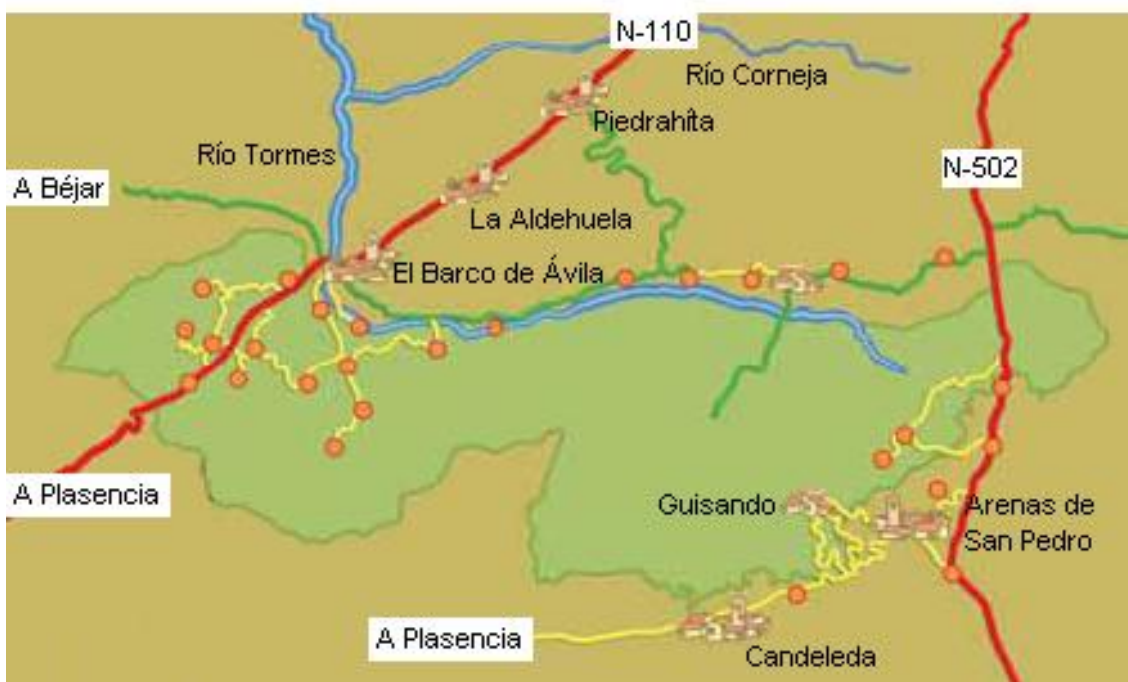 N-110
Río Corneja
Piedrahîta
Río Tormes
N-502
A Béjar
La Aldehuela
El Barco de Ávila
A Plasencia
Guisando
Arenas de
San Pedro
A Plasencia
Candeleda